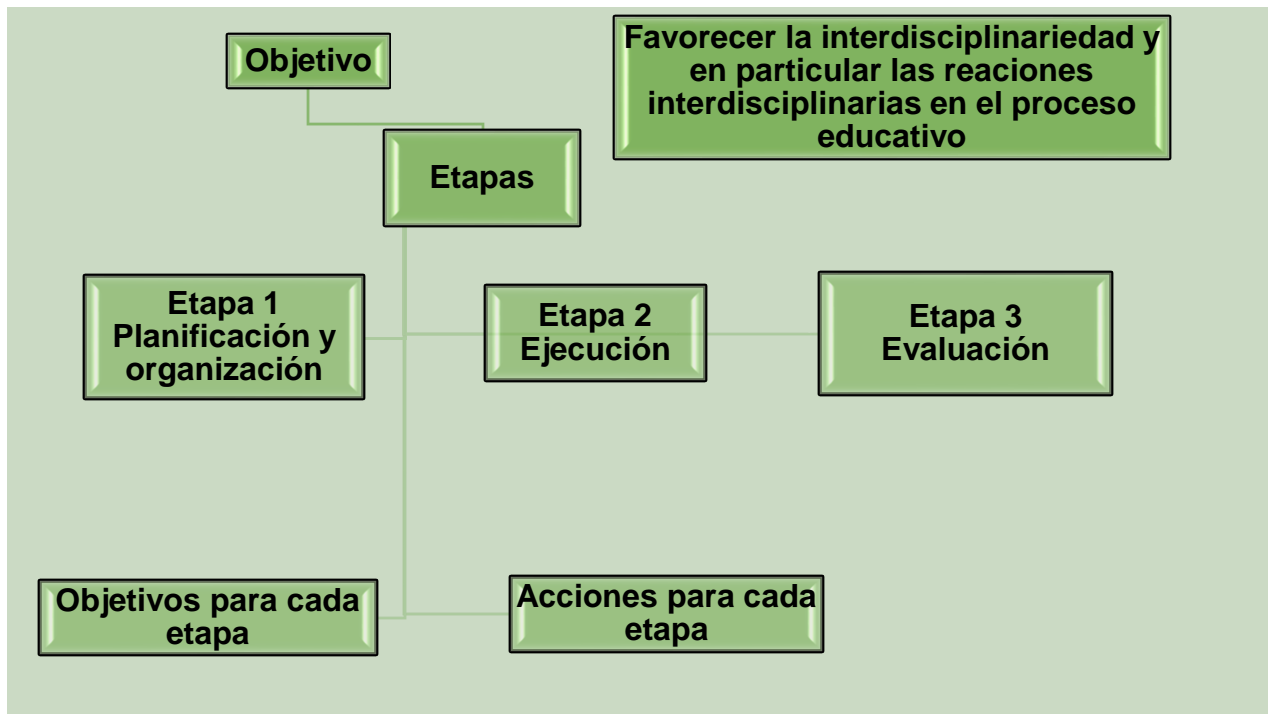 Objetivo
Favorecer la interdisciplinariedad y
en particular las reaciones
interdisciplinarias en el proceso
educativo
Etapas
Etapa 1
Planificación y
organización
Etapa 2
Ejecución
Etapa 3
Evaluación
Objetivos para cada
etapa
Acciones para cada
etapa